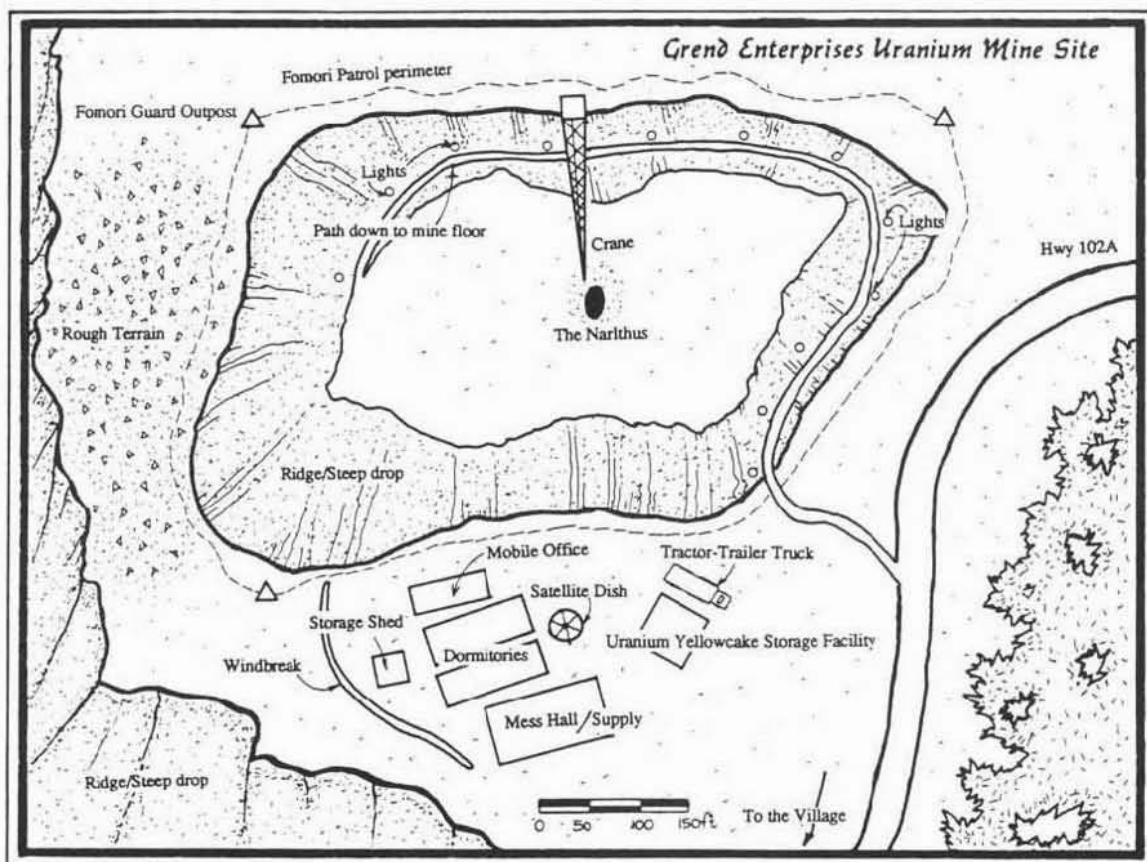 Grend Enterprises Uranium Mine Site
Fomori Patrol perimeter
Fomori Guard Outpost
Lights
Path down to mine floor
Crane
Lights
Hwy 102A
Rough Terrain
The Narlthus
Ridge/Steep drop
Mobile Office
Tractor-Trailer Truck
Satellite Dish
Storage Shed
Uranium Yellowcake Storage Facility
Dormitories
Windbreak
Mess Hall /Supply
Ridge/Steep drop
0 50 100 150ft
To the Village